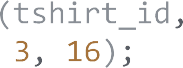 (tshirt_id,
3, 16);